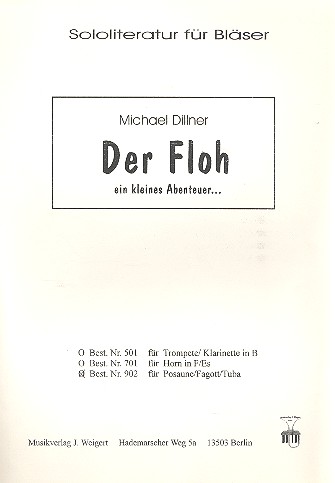 Sololiteratur für Bläser
Michael Dillner
Der Floh
ein kleines Abenteuer...
O Best. Nr. 501 für Trompete/ Klarinette in B
O Best. Nr. 701 für Horn in F/Es
Best. Nr. 902 für Posaune/Fagott/Tuba
Musikverlag J. Weigert Hademarscher Weg 5a 13503 Berlin